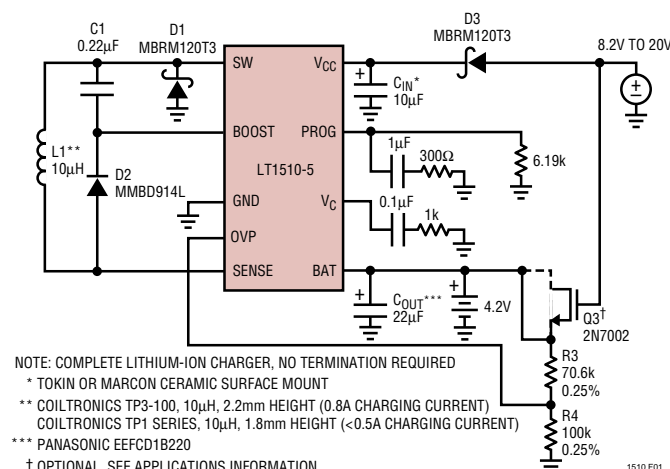 C1
0.22µF
D1
MBRM120T3
D3
MBRM120T3
8.2V TO 20V
SW
VCC
+
CIN*
10µF
+
–
BOOST
PROG
1µF
300Ω
6.19k
L1**
10µH
D2
MMBD914L
LT1510-5
GND
VC
0.1µF
1k
OVP
SENSE
BAT
+
COUT***
22µF
+
4.2V
Q3†
2N7002
R3
70.6k
0.25%
R4
100k
0.25%
NOTE: COMPLETE LITHIUM-ION CHARGER, NO TERMINATION REQUIRED
* TOKIN OR MARCON CERAMIC SURFACE MOUNT
** COILTRONICS TP3-100, 10µH, 2.2mm HEIGHT (0.8A CHARGING CURRENT)
COILTRONICS TP1 SERIES, 10µH, 1.8mm HEIGHT (<0.5A CHARGING CURRENT)
*** PANASONIC EEFCD1B220
† OPTIONAL, SEE APPLICATIONS INFORMATION
1510 F01